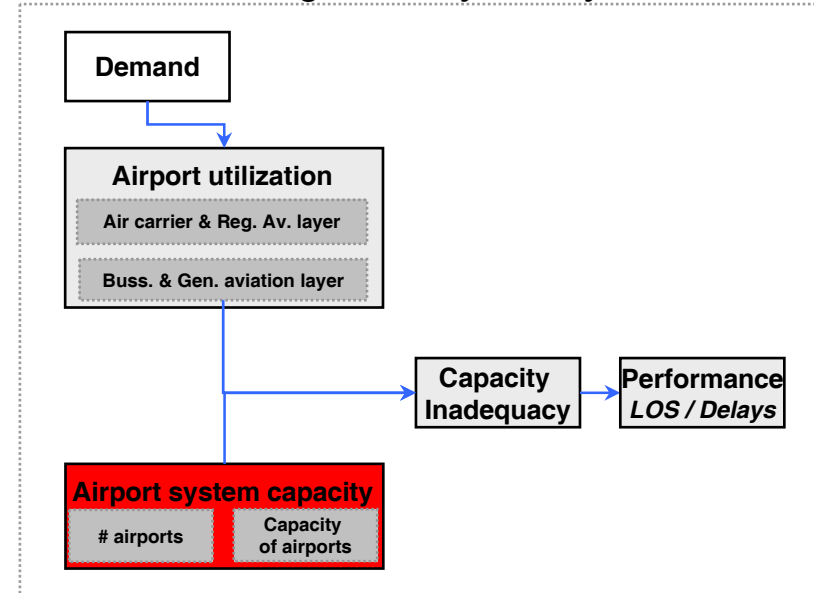 Demand
Airport utilization
Air carrier & Reg. Av. layer
Buss. & Gen. aviation layer
Capacity
Inadequacy
Performance
LOS / Delays
Airport system capacity
# airports
Capacity
of airports